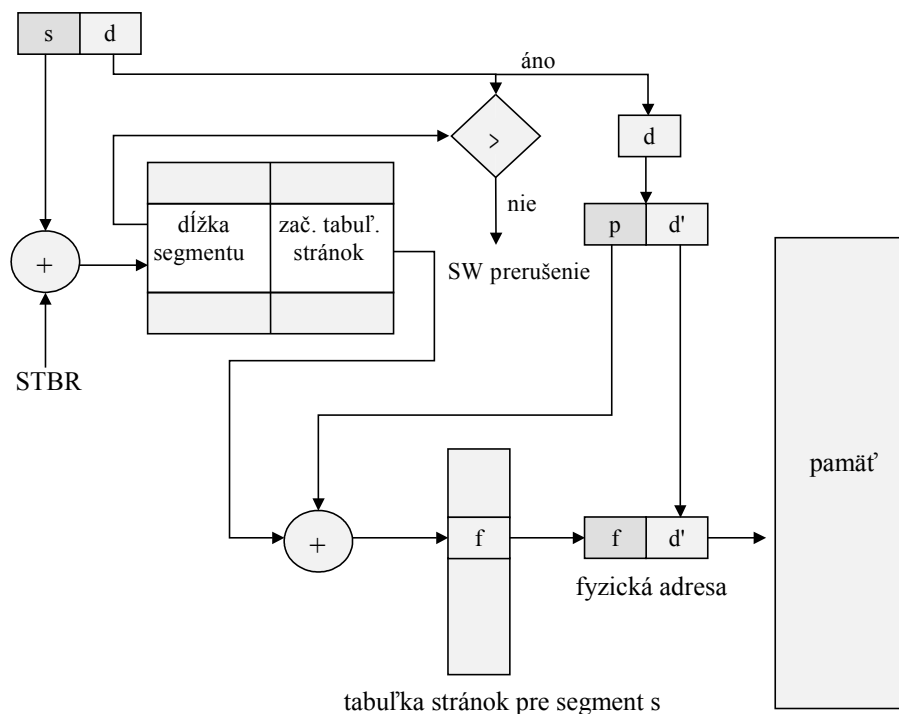 s d
áno
>
d
nie
p d'
dĺžka
segmentu
zač. tabuľ.
stránok
+
SW prerušenie
STBR
pamäť
+
f
f d'
fyzická adresa
tabuľka stránok pre segment s